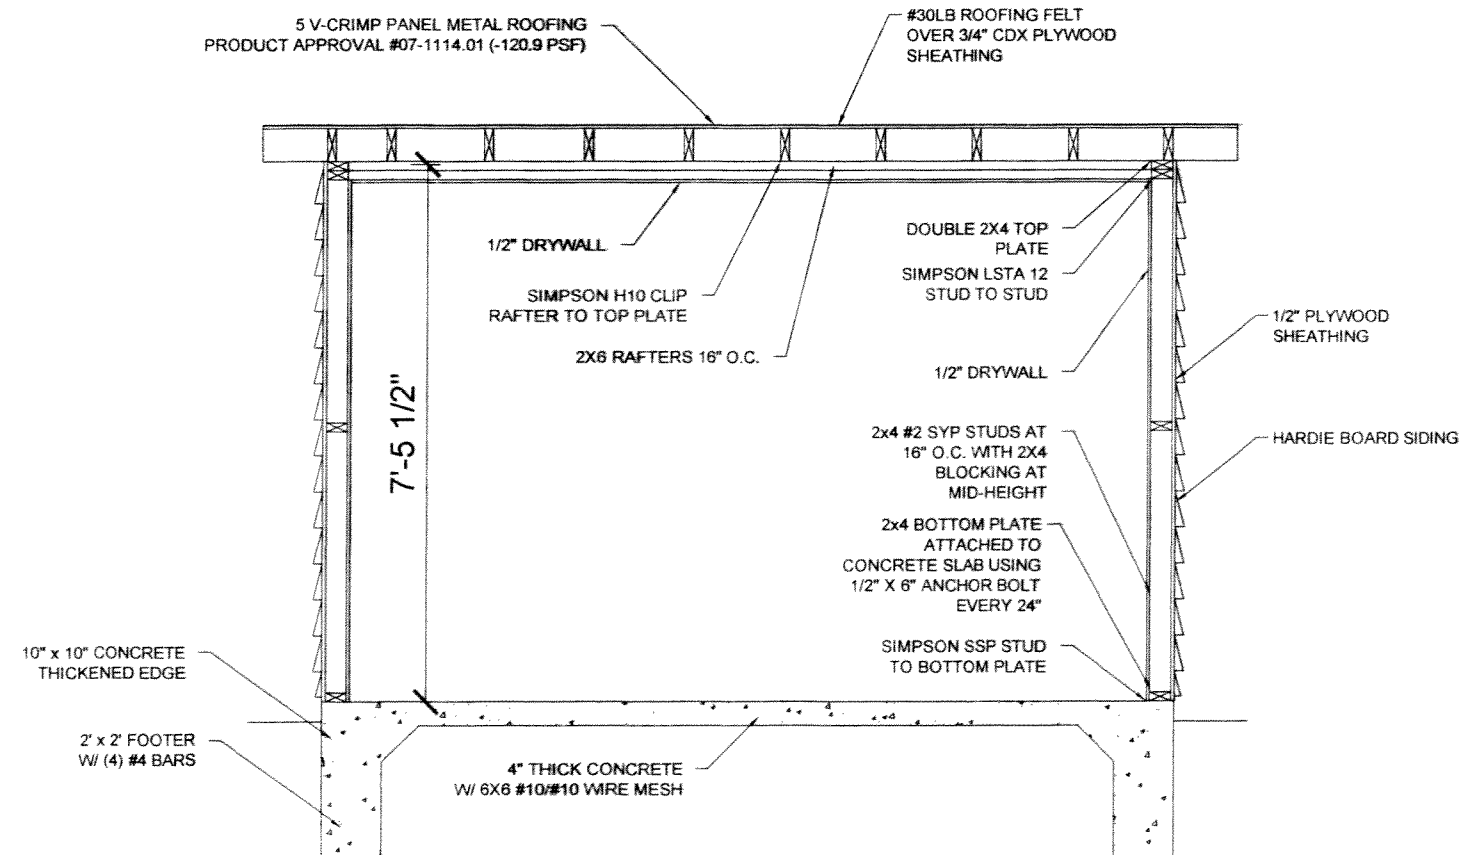 5 V-CRIMP PANEL METAL ROOFING
PRODUCT APPROVAL #07-1114.01 (-120.9 PSF)
#30LB ROOFING FELT
OVER 3/4" CDX PLYWOOD
SHEATHING
1/2" DRYWALL
SIMPSON H10 CLIP
RAFTER TO TOP PLATE
2X6 RAFTERS 16" O.C.
7'-5 1/2"
DOUBLE 2X4 TOP
PLATE
SIMPSON LSTA 12
STUD TO STUD
1/2" DRYWALL
2x4 #2 SYP STUDS AT
16" O.C. WITH 2X4
BLOCKING AT
MID-HEIGHT
2x4 BOTTOM PLATE
ATTACHED TO
CONCRETE SLAB USING
1/2" X 6" ANCHOR BOLT
EVERY 24"
SIMPSON SSP STUD
TO BOTTOM PLATE
1/2" PLYWOOD
SHEATHING
HARDIE BOARD SIDING
10" x 10" CONCRETE
THICKENED EDGE
2' x 2' FOOTER
W/ (4) #4 BARS
4" THICK CONCRETE
W/ 6X6 #10/#10 WIRE MESH